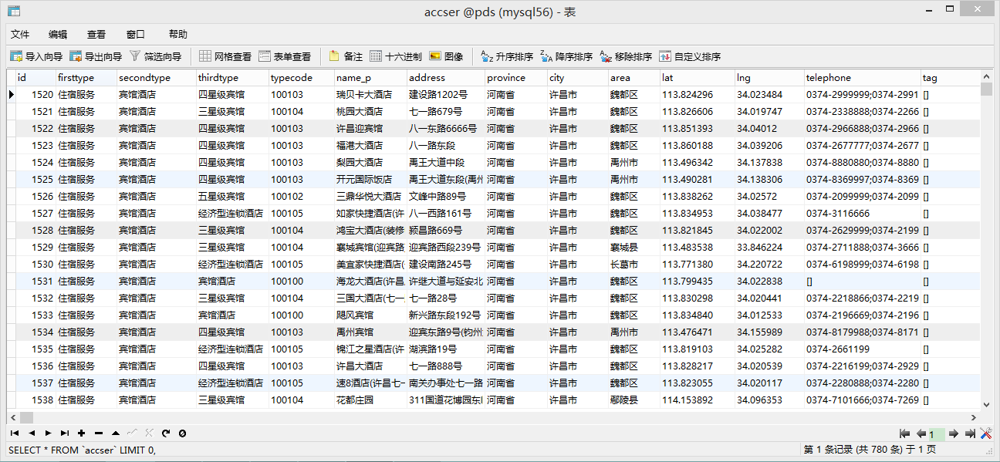 accser @pds (mysql56) - 表
文件 编辑 查看 窗口 帮助
导入向导 导出向导 筛选向导 网格查看 表单查看 备注 十六进制 图像 升序排序 降序排序 移除排序 自定义排序
id firsttype secondtype thirdtype typecode name_p address province city area lat lng telephone tag
1520 住宿服务 宾馆酒店 四星级宾馆 100103 瑞贝卡大酒店 建设路1202号 河南省 许昌市 魏都区 113.824296 34.023484 0374-2999999;0374-2991 []
1521 住宿服务 宾馆酒店 三星级宾馆 100104 桃园大酒店 七一路679号 河南省 许昌市 魏都区 113.826606 34.019747 0374-2338888;0374-2266 []
1522 住宿服务 宾馆酒店 四星级宾馆 100103 许昌迎宾馆 八一东路6666号 河南省 许昌市 魏都区 113.851393 34.04012 0374-2966888;0374-2966 []
1523 住宿服务 宾馆酒店 四星级宾馆 100103 福港大酒店 八一路东段 河南省 许昌市 魏都区 113.860188 34.039206 0374-2677777;0374-2677 []
1524 住宿服务 宾馆酒店 四星级宾馆 100103 梨园大酒店 禹王大道中段 河南省 许昌市 禹州市 113.496342 34.137838 0374-8880880;0374-8880 []
1525 住宿服务 宾馆酒店 四星级宾馆 100103 开元国际饭店 禹王大道东段(禹州 河南省 许昌市 禹州市 113.490281 34.138306 0374-8369997;0374-8369 []
1526 住宿服务 宾馆酒店 五星级宾馆 100102 三鼎华悦大酒店 文峰中路89号 河南省 许昌市 魏都区 113.838262 34.02572 0374-2099999;0374-2099 []
1527 住宿服务 宾馆酒店 经济型连锁酒店 100105 如家快捷酒店(许 八一西路161号 河南省 许昌市 魏都区 113.834953 34.038477 0374-3116666 []
1528 住宿服务 宾馆酒店 三星级宾馆 100104 鸿宝大酒店(装修 颍昌路669号 河南省 许昌市 魏都区 113.821845 34.022002 0374-2629999;0374-2199 []
1529 住宿服务 宾馆酒店 三星级宾馆 100104 襄城宾馆(迎宾路 迎宾路西段239号 河南省 许昌市 襄城县 113.483538 33.846224 0374-2711888;0374-3666 []
1530 住宿服务 宾馆酒店 经济型连锁酒店 100105 美宜家快捷酒店( 建设南路245号 河南省 许昌市 长葛市 113.771380 34.220722 0374-6198999;0374-6198 []
1531 住宿服务 宾馆酒店 宾馆酒店 100100 海龙大酒店(许昌 许继大道与延安北 河南省 许昌市 魏都区 113.799435 34.022838 [] []
1532 住宿服务 宾馆酒店 三星级宾馆 100104 三国大酒店(七一 七一路28号 河南省 许昌市 魏都区 113.830298 34.020441 0374-2218866;0374-2219 []
1533 住宿服务 宾馆酒店 宾馆酒店 100100 飓风宾馆 新兴路东段192号 河南省 许昌市 魏都区 113.834840 34.012533 0374-2196669;0374-2196 []
1534 住宿服务 宾馆酒店 四星级宾馆 100103 禹州宾馆 迎宾东路9号(钧州 河南省 许昌市 禹州市 113.476471 34.155989 0374-8179988;0374-8171 []
1535 住宿服务 宾馆酒店 经济型连锁酒店 100105 锦江之星酒店(许 湖滨路19号 河南省 许昌市 魏都区 113.819103 34.025282 0374-2661199 []
1536 住宿服务 宾馆酒店 四星级宾馆 100103 许昌大酒店 七一路888号 河南省 许昌市 魏都区 113.828217 34.020539 0374-2216199;0374-2929 []
1537 住宿服务 宾馆酒店 经济型连锁酒店 100105 速8酒店(许昌七一 南关办事处七一路 河南省 许昌市 魏都区 113.823055 34.020117 0374-2280888;0374-2280 []
1538 住宿服务 宾馆酒店 三星级宾馆 100104 花都庄园 311国道花博园东 河南省 许昌市 鄢陵县 114.153892 34.096353 0374-7101666;0374-7269 []
1
SELECT * FROM `accser` LIMIT 0, 第 1 条记录 (共 780 条) 于 1 页